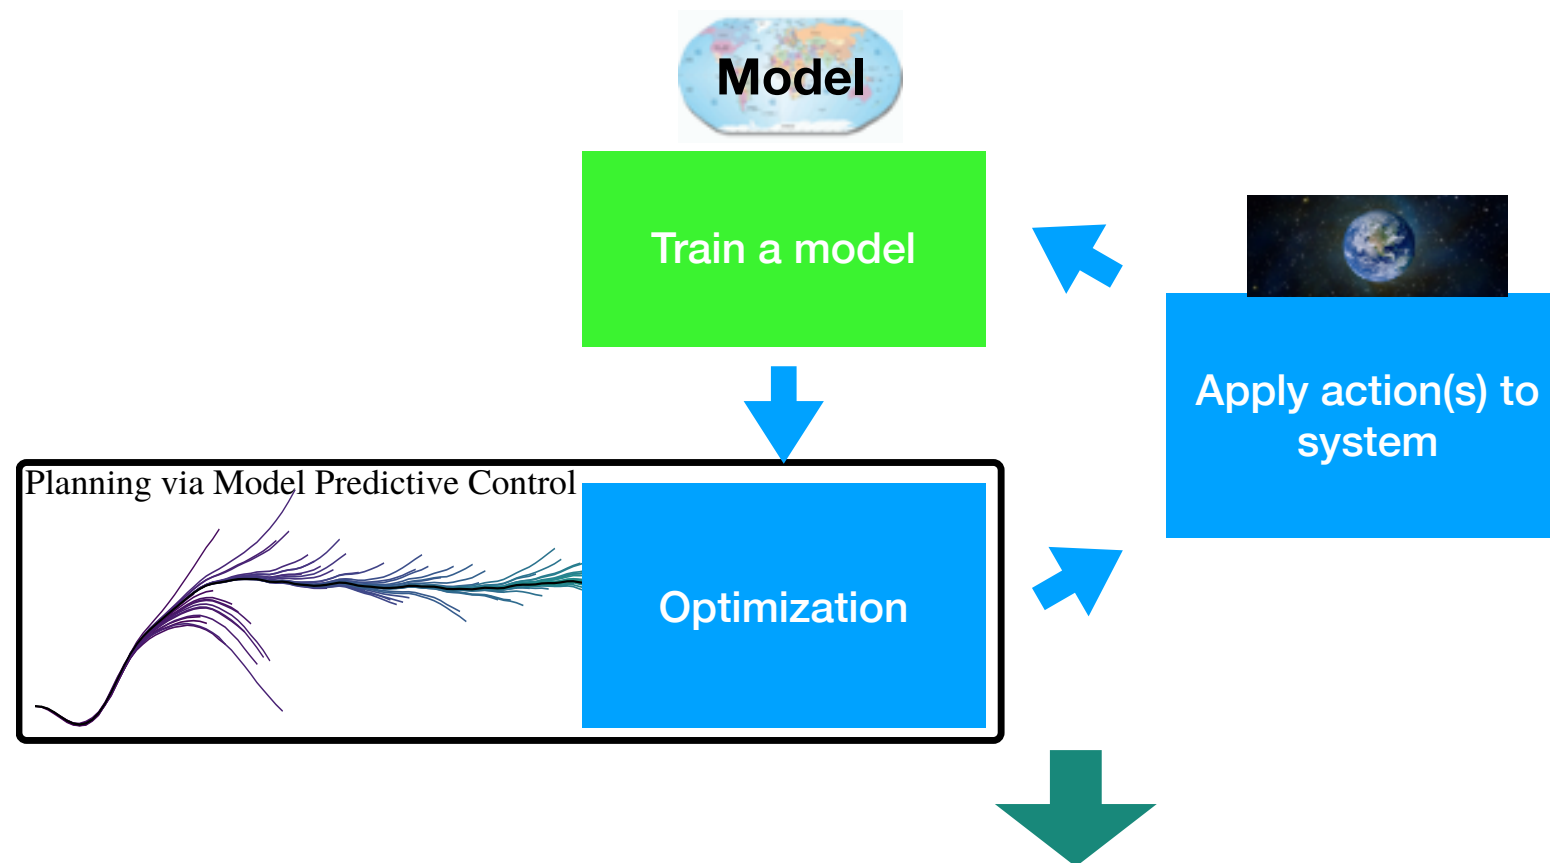 Model
Train a model
Apply action(s) to
system
Planning via Model Predictive Control
Optimization